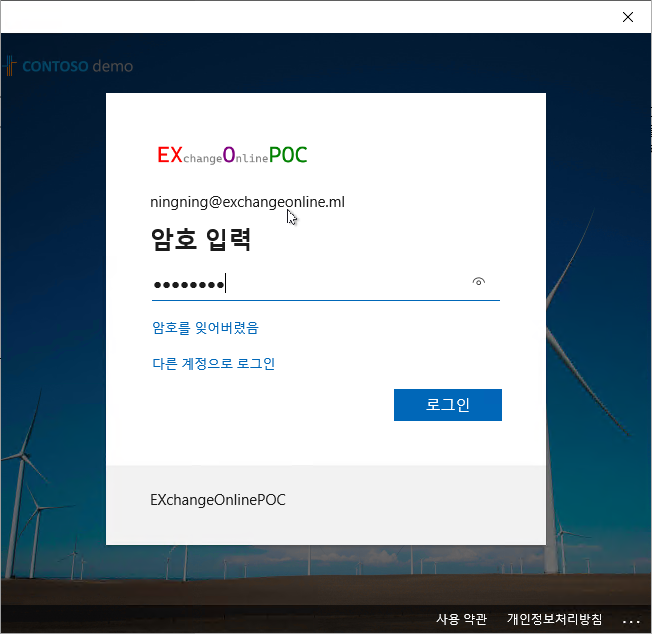 CONTOSO demo
EXchangeOnlinePOC
ningning@exchangeonline.ml
암호 입력
••••••••
암호를 잊어버렸음
다른 계정으로 로그인
로그인
EXchangeOnlinePOC
사용 약관 개인정보처리방침 ...